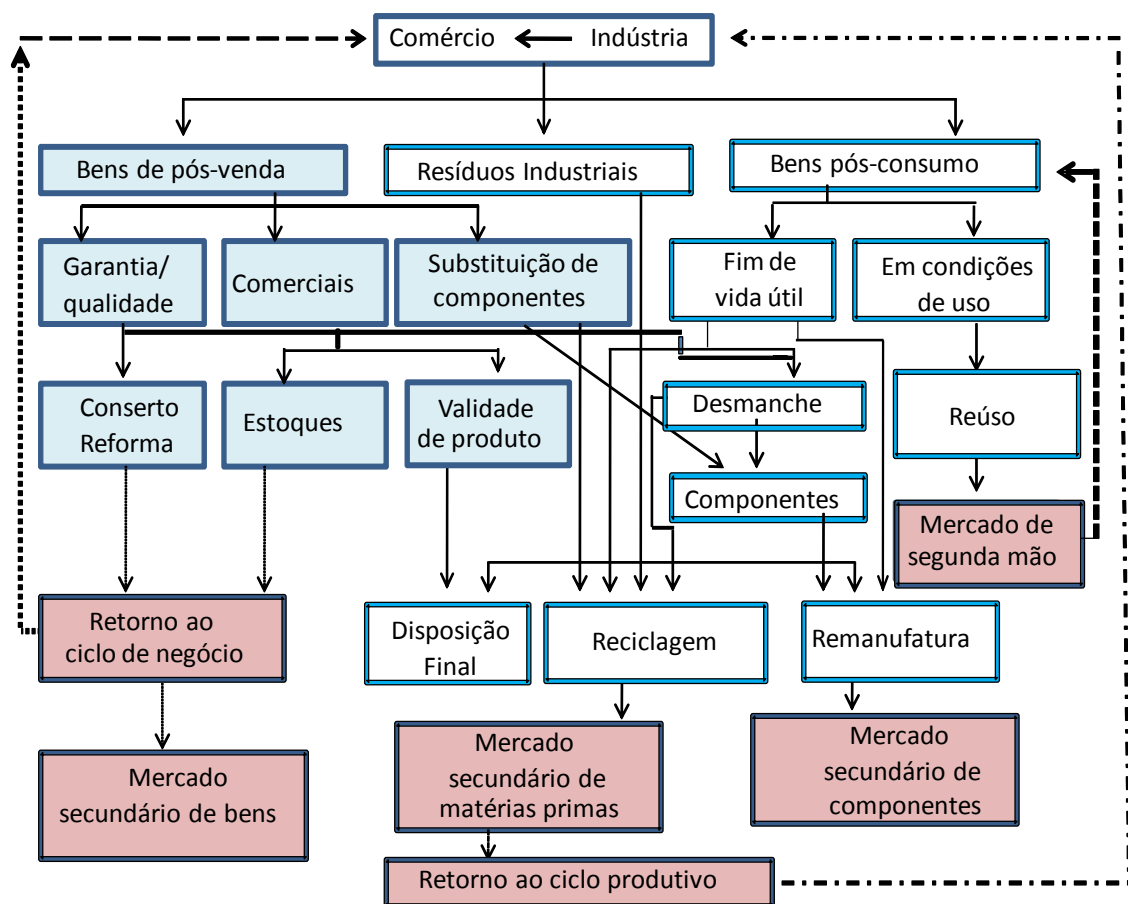 Comércio Indústria
Bens de pós-venda
Resíduos Industriais
Bens pós-consumo
Garantia/
qualidade
Comerciais
Substituição de
componentes
Fim de
vida útil
Em condições
de uso
Conserto
Reforma
Estoques
Validade
de produto
Desmanche
Reúso
Componentes
Mercado de
segunda mão
Retorno ao
ciclo de negócio
Disposição
Final
Reciclagem
Remanufatura
Mercado
secundário de bens
Mercado
secundário de
matérias primas
Mercado
secundário de
componentes
Retorno ao ciclo produtivo